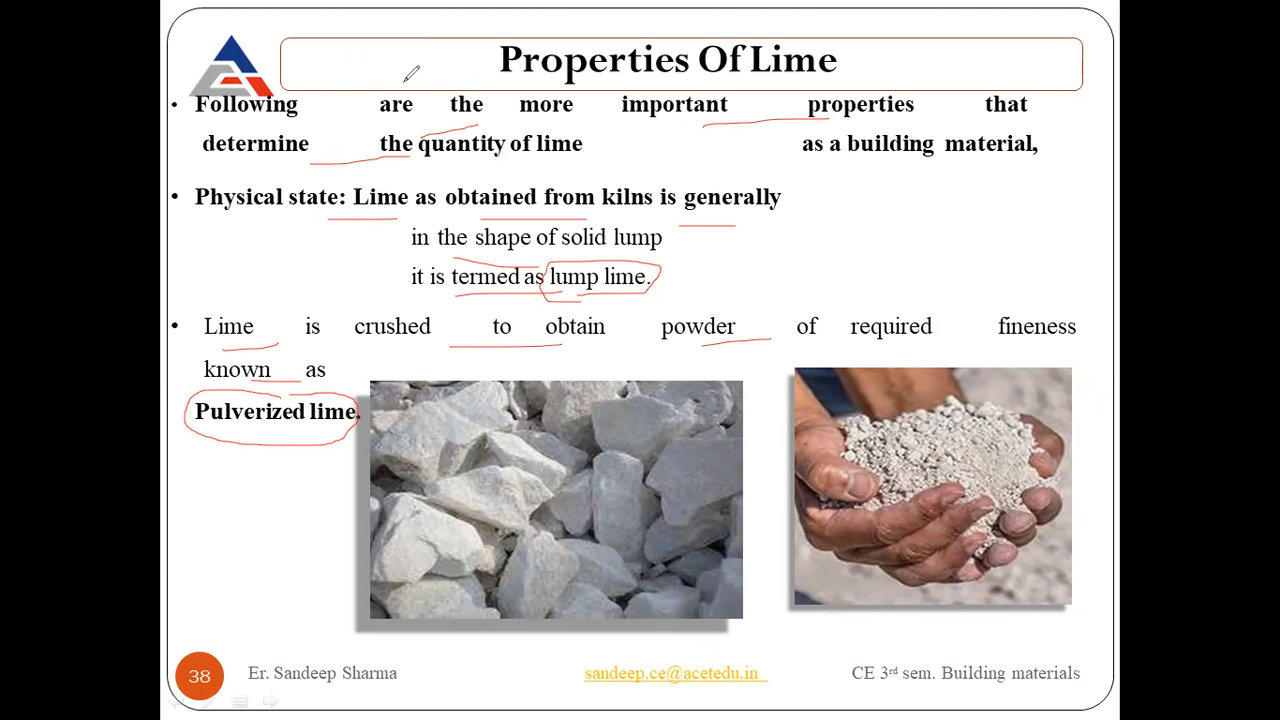 Properties Of Lime
• Following are the more important properties that
determine the quantity of lime as a building material,
• Physical state: Lime as obtained from kilns is generally
in the shape of solid lump
it is termed as lump lime.
• Lime is crushed to obtain powder of required fineness
known as
Pulverized lime.
38 Er. Sandeep Sharma sandeep.ce@acetedu.in CE 3rd sem. Building materials